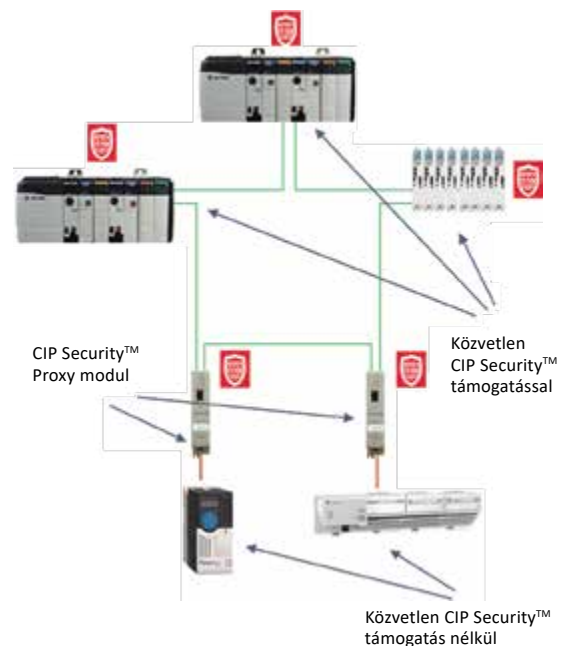 CIP Security™
Proxy modul
Közvetlen
CIP Security™
támogatással
Közvetlen CIP Security™
támogatás nélkül